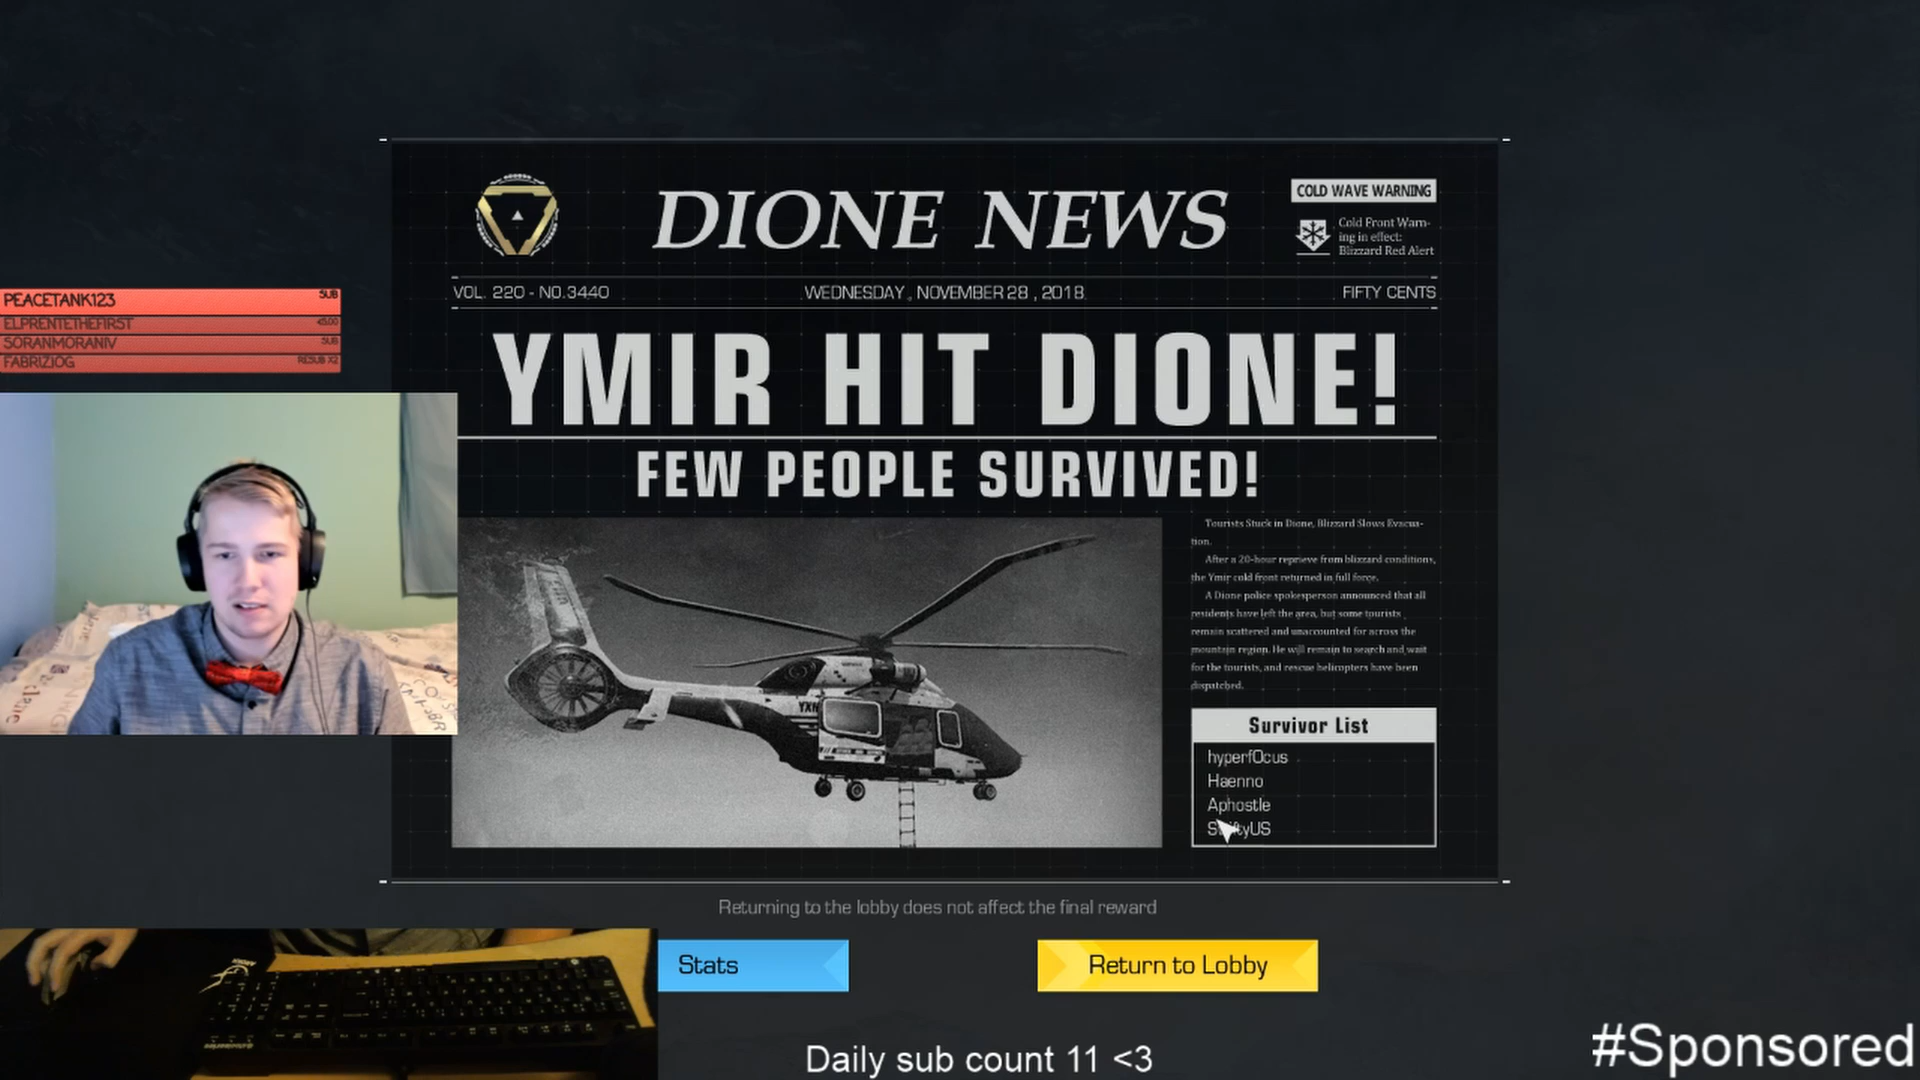 DIONE NEWS
COLD WAVE WARNING
Cold Front Warn-
ing in effect:
Blizzard Red Alert
VOL. 220 - NO.3440
WEDNESDAY , NOVEMBER 28 , 2018
FIFTY CENTS
PEACETANK123 SUB
ELPRENTETHEFIRST
SORANMORANIV SUB
FABRIZJOG RESUB X2
YMIR HIT DIONE!
FEW PEOPLE SURVIVED!
Tourists Stuck in Dione, Blizzard Slows Evacua-
tion.
After a 20-hour reprieve from blizzard conditions,
the Ymir cold front returned in full force.
A Dione police spokesperson announced that all
residents have left the area, but some tourists
remain scattered and unaccounted for across the
mountain region. He will remain to search and wait
for the tourists, and rescue helicopters have been
dispatched.
Survivor List
hyperf0cus
Haenno
Aphostle
Returning to the lobby does not affect the final reward
Stats
Return to Lobby
Daily sub count 11 <3
#Sponsored